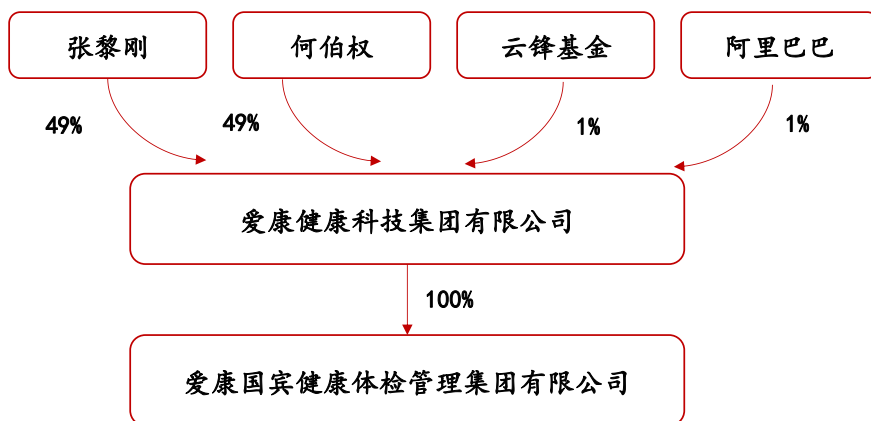 张黎刚
何伯权
云锋基金
阿里巴巴
49%
49%
1%
1%
爱康健康科技集团有限公司
100%
爱康国宾健康体检管理集团有限公司